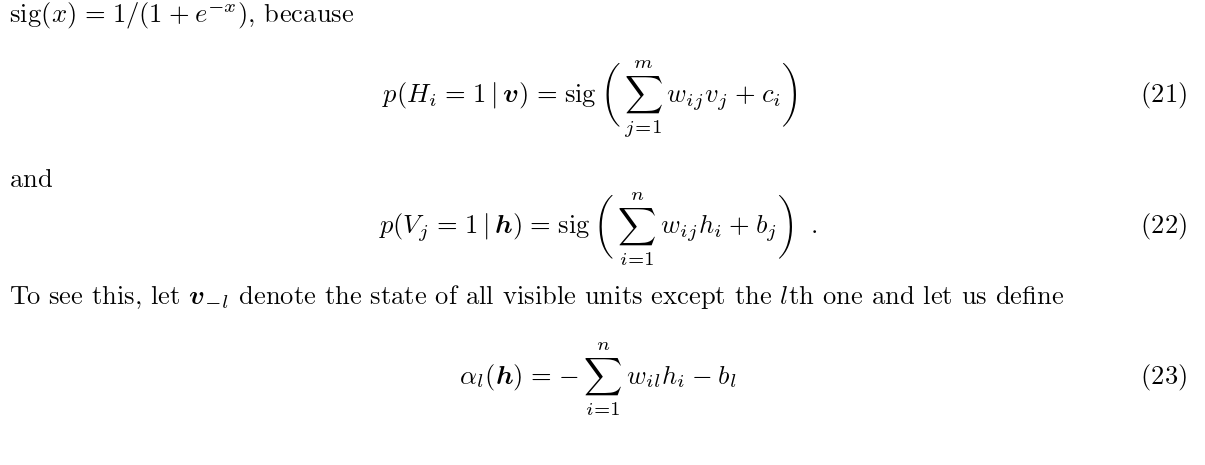 sig(x) = 1/(1 + e^{−x}), because
p(H_i = 1 | v) = sig ( ∑_{j=1}^{m} w_{ij} v_j + c_i ) (21)
and
p(V_j = 1 | h) = sig ( ∑_{i=1}^{n} w_{ij} h_i + b_j ) . (22)
To see this, let v_{−l} denote the state of all visible units except the lth one and let us define
α_l(h) = − ∑_{i=1}^{n} w_{il} h_i − b_l (23)